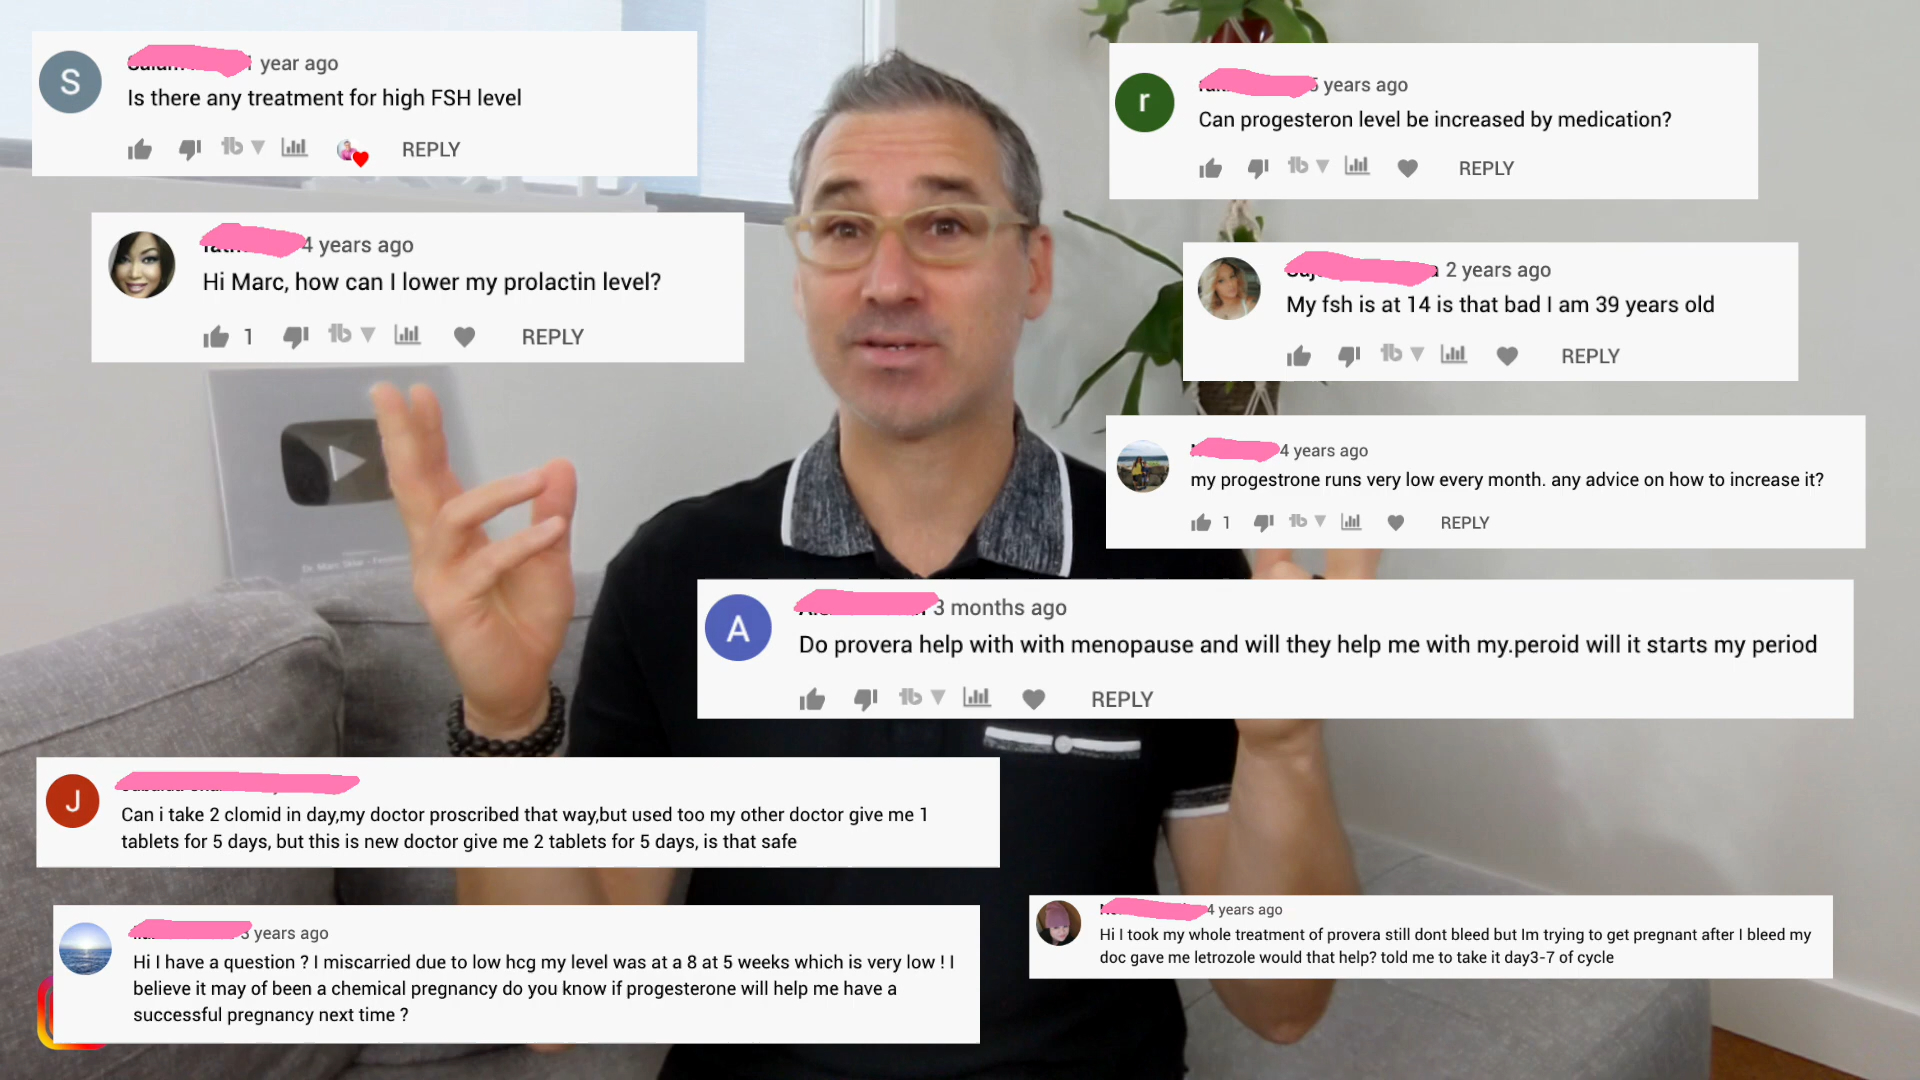 S
year ago
Is there any treatment for high FSH level
REPLY
4 years ago
Hi Marc, how can I lower my prolactin level?
1
REPLY
r
5 years ago
Can progesteron level be increased by medication?
REPLY
2 years ago
My fsh is at 14 is that bad I am 39 years old
REPLY
4 years ago
my progestrone runs very low every month. any advice on how to increase it?
1
REPLY
A
3 months ago
Do provera help with with menopause and will they help me with my.peroid will it starts my period
REPLY
J
Can i take 2 clomid in day,my doctor proscribed that way,but used too my other doctor give me 1
tablets for 5 days, but this is new doctor give me 2 tablets for 5 days, is that safe
3 years ago
Hi I have a question ? I miscarried due to low hcg my level was at a 8 at 5 weeks which is very low ! I
believe it may of been a chemical pregnancy do you know if progesterone will help me have a
successful pregnancy next time ?
4 years ago
Hi I took my whole treatment of provera still dont bleed but Im trying to get pregnant after I bleed my
doc gave me letrozole would that help? told me to take it day3-7 of cycle